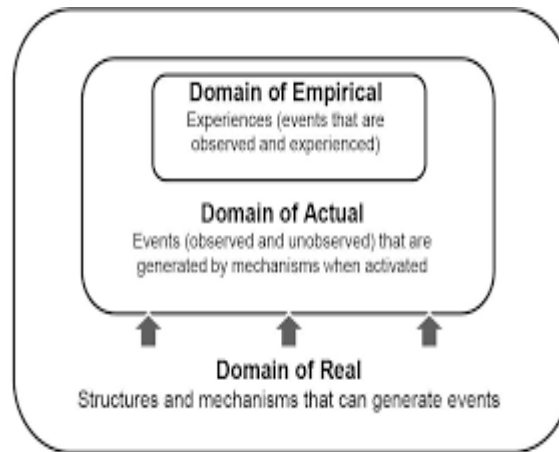 Domain of Empirical
Experiences (events that are
observed and experienced)
Domain of Actual
Events (observed and unobserved) that are
generated by mechanisms when activated
Domain of Real
Structures and mechanisms that can generate events